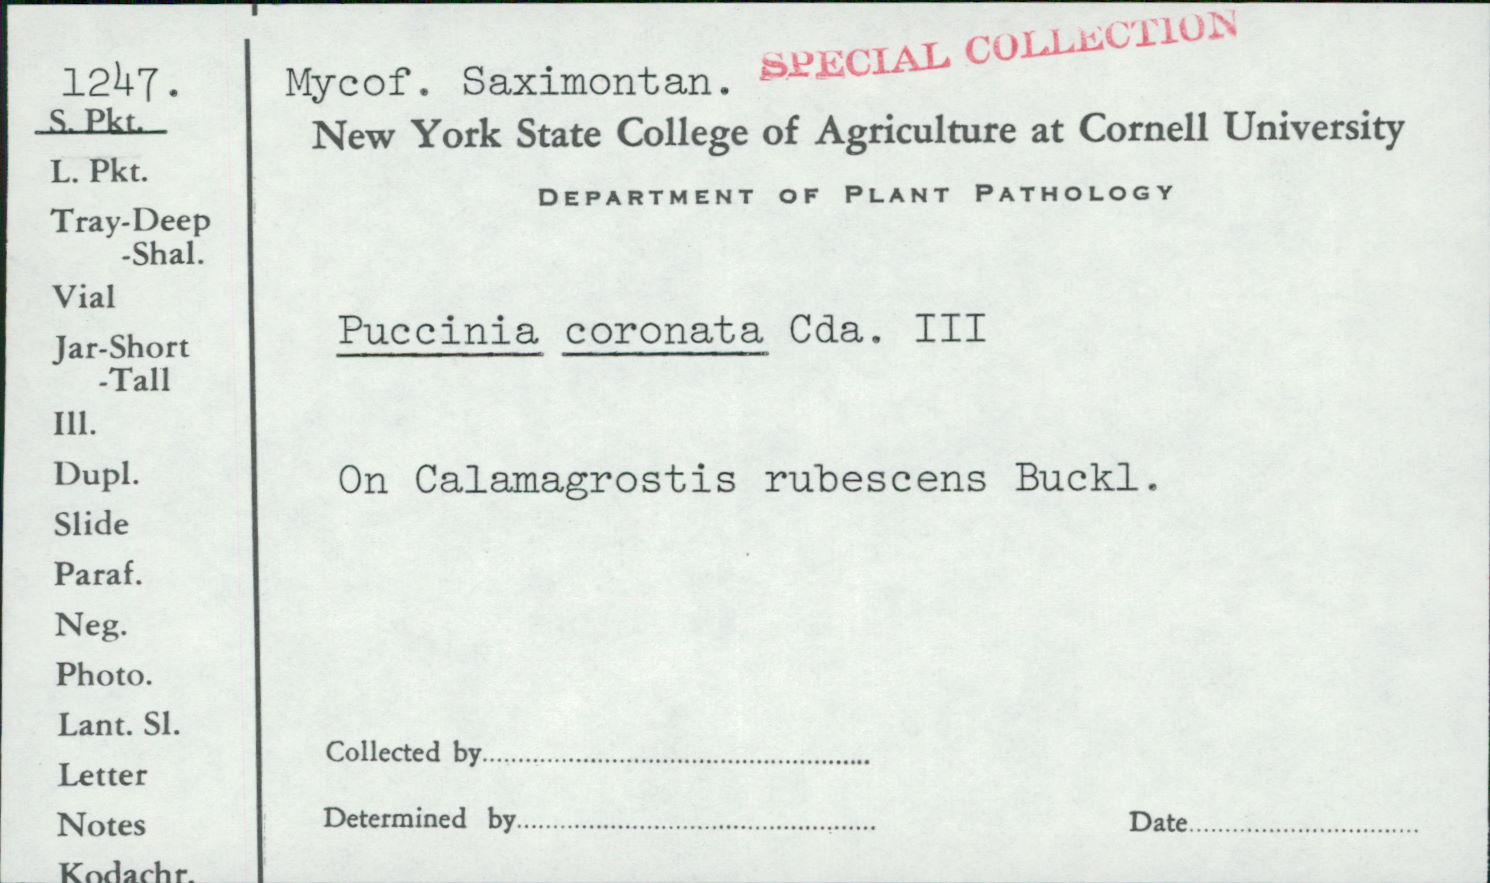 1247.
S. Pkt.
L. Pkt.
Tray-Deep
-Shal.
Vial
Jar-Short
-Tall
Ill.
Dupl.
Slide
Paraf.
Neg.
Photo.
Lant. Sl.
Letter
Notes
Kodachr.
SPECIAL COLLECTION
Mycof. Saximontan.
New York State College of Agriculture at Cornell University
DEPARTMENT OF PLANT PATHOLOGY
Puccinia coronata Cda. III
On Calamagrostis rubescens Buckl.
Collected by
Determined by
Date